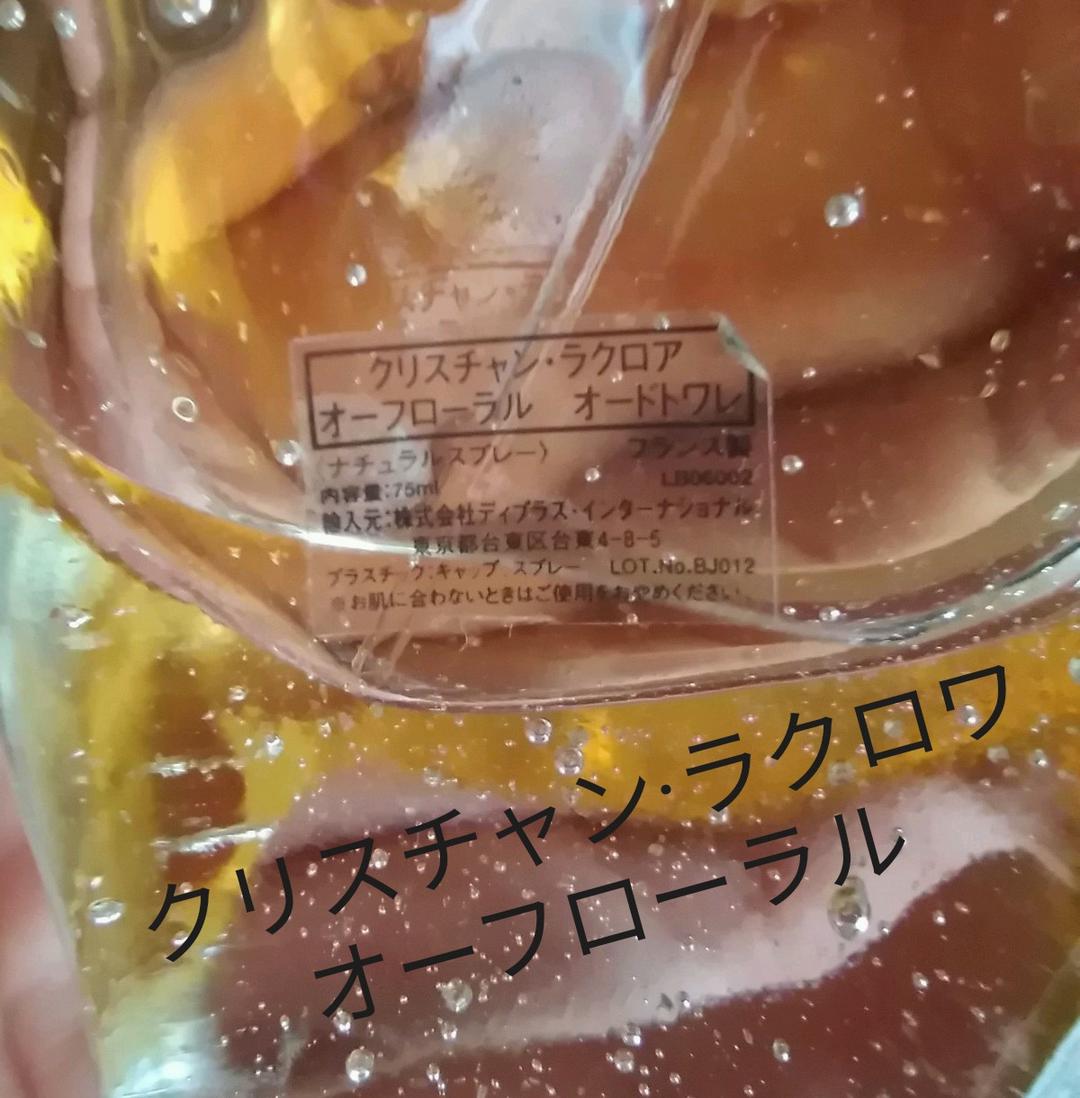 クリスチャン・ラクロア
オーフローラル オードトワレ
〈ナチュラルスプレー〉 フランス製
内容量:75ml LB06002
輸入元:株式会社ディプラス・インターナショナル
東京都台東区台東4-8-5
プラスチック:キャップ、スプレー LOT.No.BJ012
※お肌に合わないときはご使用をおやめください。
クリスチャン・ラクロワ
オーフローラル